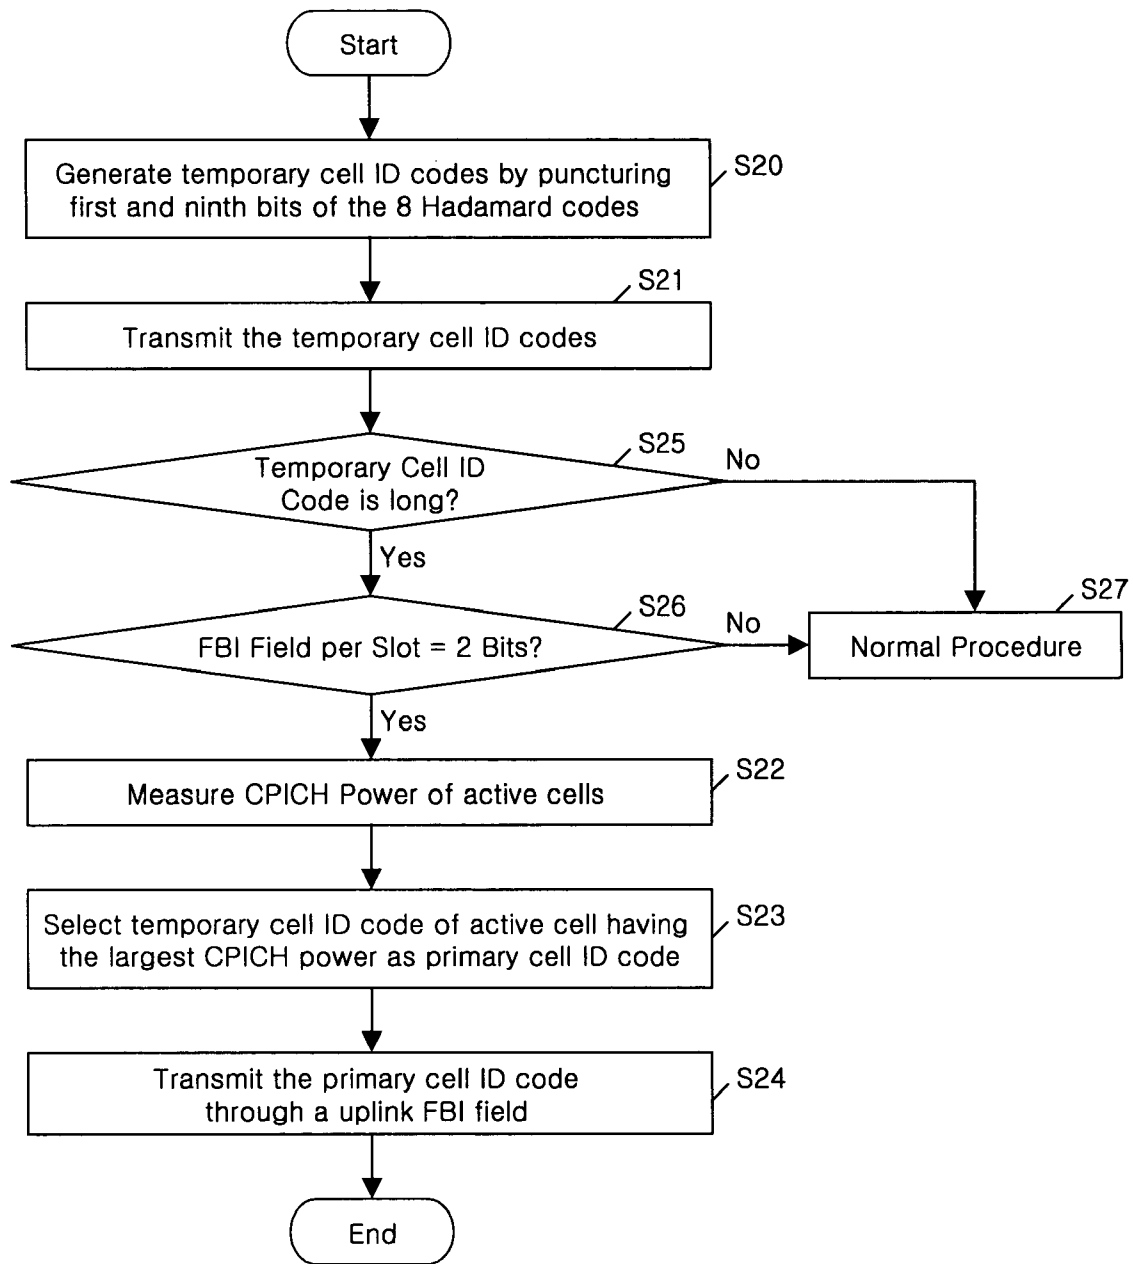 Start
Generate temporary cell ID codes by puncturing
first and ninth bits of the 8 Hadamard codes
S20
S21
Transmit the temporary cell ID codes
S25
Temporary Cell ID
Code is long?
No
Yes
S26
FBI Field per Slot = 2 Bits?
No
S27
Normal Procedure
Yes
S22
Measure CPICH Power of active cells
Select temporary cell ID code of active cell having
the largest CPICH power as primary cell ID code
S23
Transmit the primary cell ID code
through a uplink FBI field
S24
End